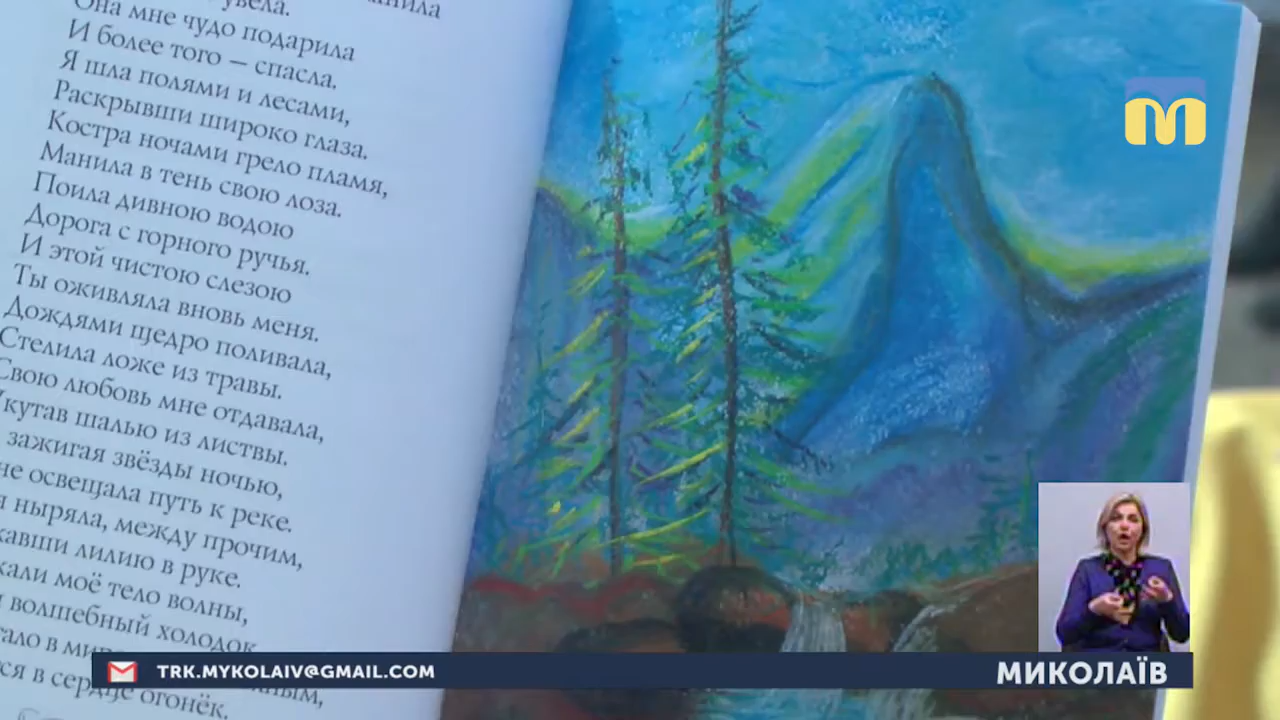 Она мне чудо подарила
И более того – спасла.
Я шла полями и лесами,
Раскрывши широко глаза.
Костра ночами грело пламя,
Манила в тень свою лоза.
Поила дивною водою
Дорога с горного ручья.
И этой чистою слезою
Ты оживляла вновь меня.
Дождями щедро поливала,
Стелила ложе из травы.
Свою любовь мне отдавала,
шалью из листвы.
зажигая звёзды ночью,
освещала путь к реке.
ныряла, между прочим,
лилию в руке.
моё тело волны,
волшебный холодок
в
в сердце огонёк.
M
TRK.MYKOLAIV@GMAIL.COM
МИКОЛАЇВ